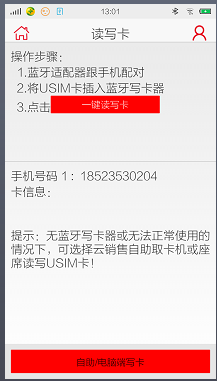 13:01
读写卡
操作步骤：
1.蓝牙适配器跟手机配对
2.将USIM卡插入蓝牙写卡器
3.点击 一键读写卡
手机号码 1：18523530204
卡信息：
提示：无蓝牙写卡器或无法正常使用的
情况下，可选择云销售自助取卡机或座
席读写USIM卡！
自助/电脑端写卡